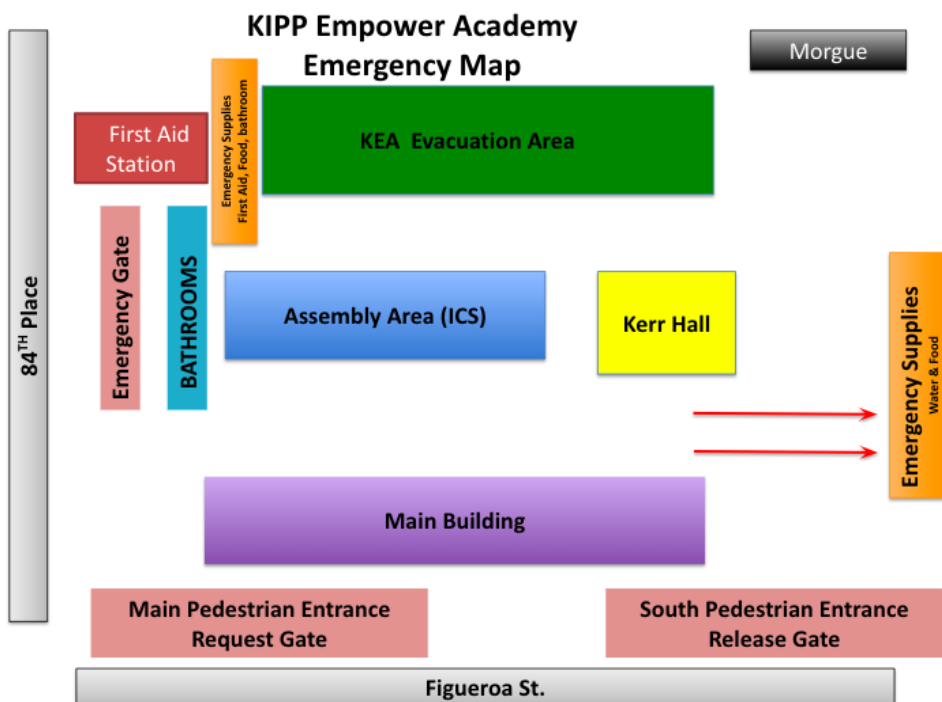 KIPP Empower Academy
Emergency Map
Morgue
First Aid
Station
Emergency Supplies
First Aid, Food, bathroom
KEA  Evacuation Area
84TH Place
Emergency Gate
BATHROOMS
Assembly Area (ICS)
Kerr Hall
Emergency Supplies
Water & Food
Main Building
Main Pedestrian Entrance
Request Gate
South Pedestrian Entrance
Release Gate
Figueroa St.